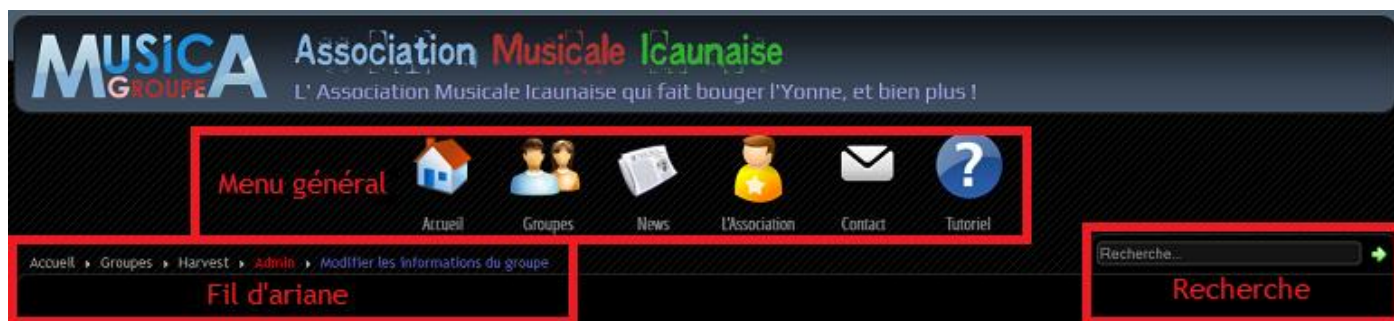 MUSiCA
GROUPE
Association Musicale Icaunaise
L' Association Musicale Icaunaise qui fait bouger l'Yonne, et bien plus !
Menu général
Accueil Groupes News L'Association Contact Tutoriel
Accueil Groupes Harvest Admin Modifier les informations du groupe
Fil d'ariane
Recherche...
Recherche